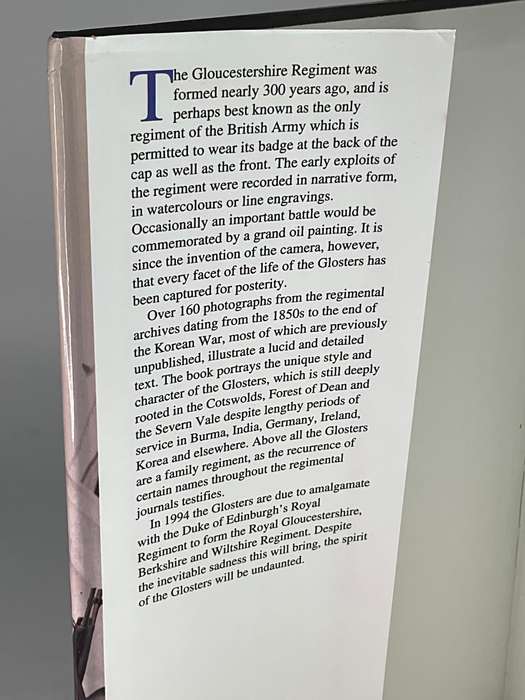 The Gloucestershire Regiment was
formed nearly 300 years ago, and is
perhaps best known as the only
regiment of the British Army which is
permitted to wear its badge at the back of the
cap as well as the front. The early exploits of
the regiment were recorded in narrative form,
in watercolours or line engravings.
Occasionally an important battle would be
commemorated by a grand oil painting. It is
since the invention of the camera, however,
that every facet of the life of the Glosters has
been captured for posterity.
Over 160 photographs from the regimental
archives dating from the 1850s to the end of
the Korean War, most of which are previously
unpublished, illustrate a lucid and detailed
text. The book portrays the unique style and
character of the Glosters, which is still deeply
rooted in the Cotswolds, Forest of Dean and
the Severn Vale despite lengthy periods of
service in Burma, India, Germany, Ireland,
Korea and elsewhere. Above all the Glosters
are a family regiment, as the recurrence of
certain names throughout the regimental
journals testifies.
In 1994 the Glosters are due to amalgamate
with the Duke of Edinburgh's Royal
Regiment to form the Royal Gloucestershire,
Berkshire and Wiltshire Regiment. Despite
the inevitable sadness this will bring, the spirit
of the Glosters will be undaunted.